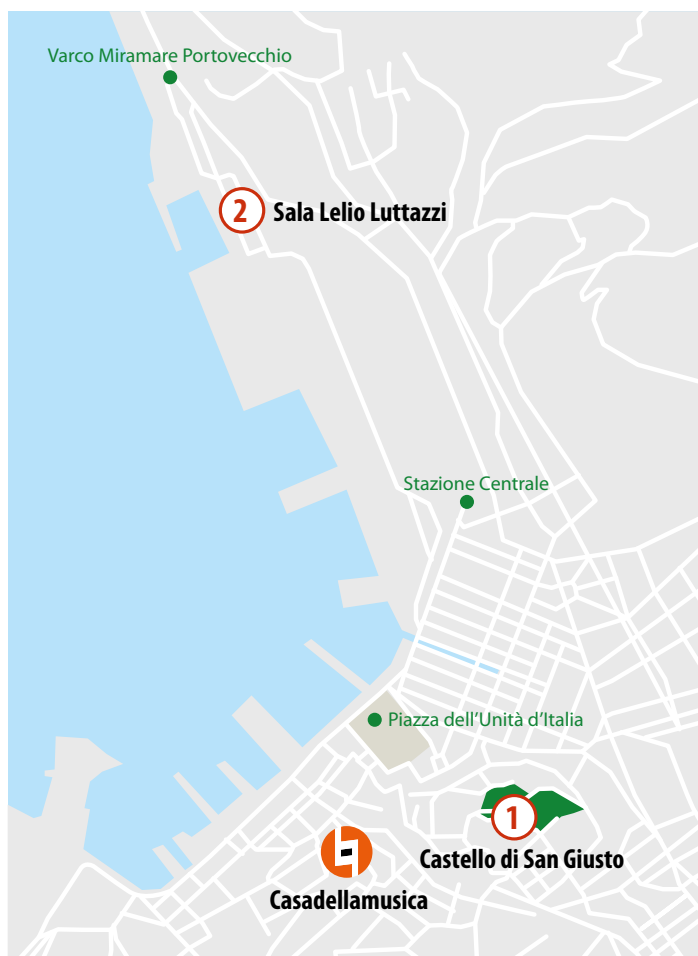 Varco Miramare Portovecchio
2 Sala Lelio Luttazzi
Stazione Centrale
Piazza dell'Unità d'Italia
1
Castello di San Giusto
Casadellamusica